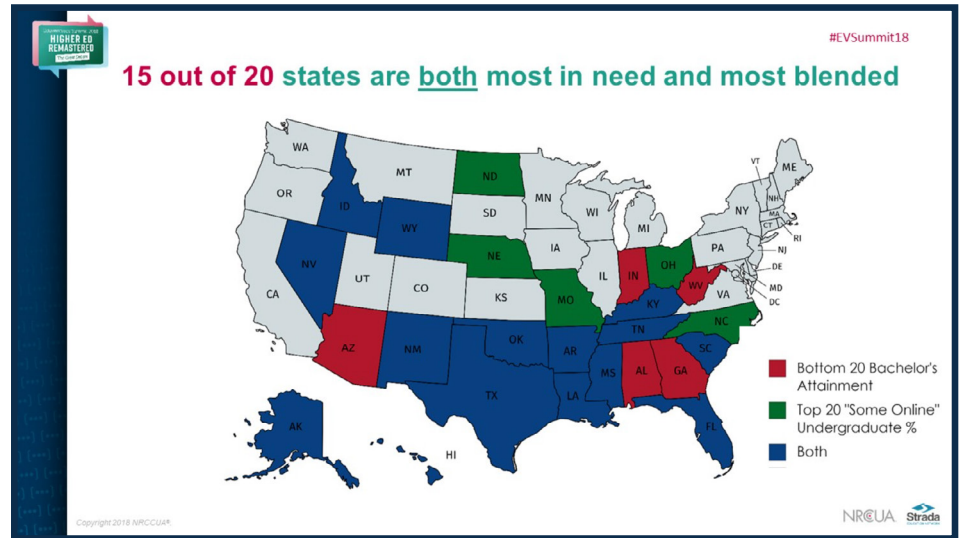 HIGHER ED
REMASTERED
#EVSummit18
15 out of 20 states are both most in need and most blended
WA
OR
CA
NV
ID
MT
WY
UT
AZ
CO
NM
ND
SD
NE
KS
OK
TX
MN
IA
MO
AR
LA
WI
IL
MI
IN
OH
KY
TN
MS
AL
GA
FL
SC
NC
VA
WV
PA
NY
VT
NH
ME
MA
CT
RI
NJ
DE
MD
DC
AK
HI
Bottom 20 Bachelor's
Attainment
Top 20 "Some Online"
Undergraduate %
Both
Copyright 2018 NRCCUA®.
NRCCUA
Strada